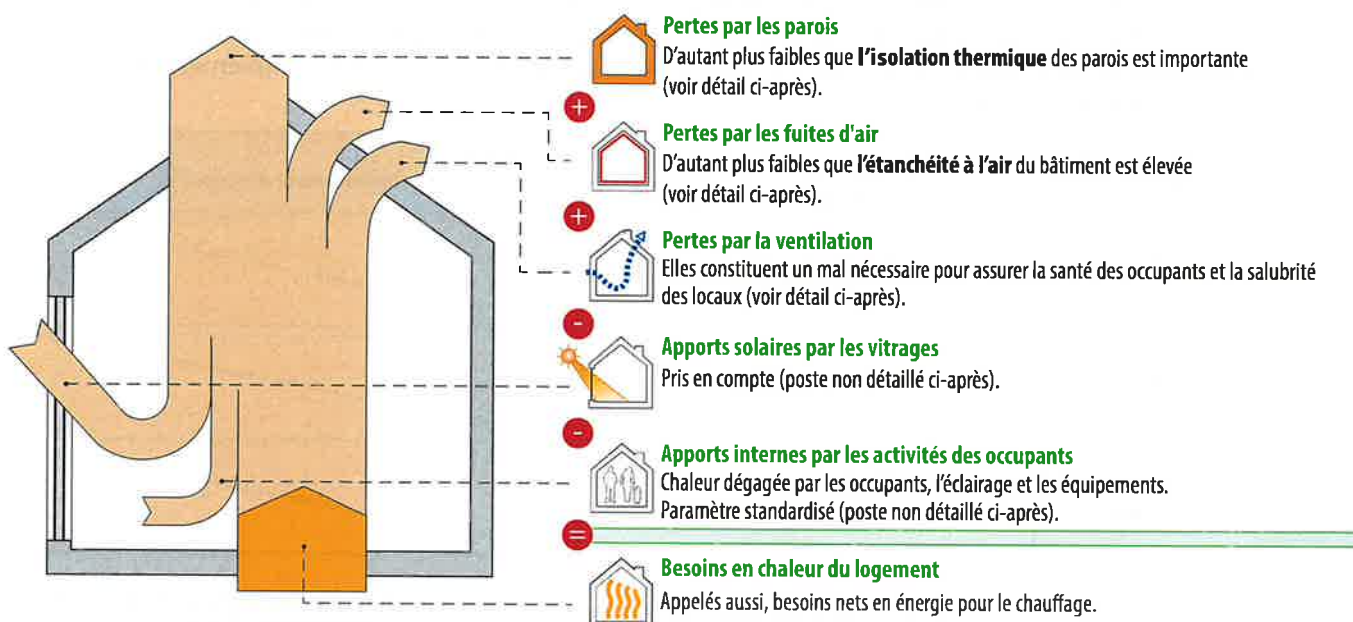 Pertes par les parois
D'autant plus faibles que l'isolation thermique des parois est importante
(voir détail ci-après).
+
Pertes par les fuites d'air
D'autant plus faibles que l'étanchéité à l'air du bâtiment est élevée
(voir détail ci-après).
+
Pertes par la ventilation
Elles constituent un mal nécessaire pour assurer la santé des occupants et la salubrité
des locaux (voir détail ci-après).
-
Apports solaires par les vitrages
Pris en compte (poste non détaillé ci-après).
-
Apports internes par les activités des occupants
Chaleur dégagée par les occupants, l'éclairage et les équipements.
Paramètre standardisé (poste non détaillé ci-après).
=
Besoins en chaleur du logement
Appelés aussi, besoins nets en énergie pour le chauffage.